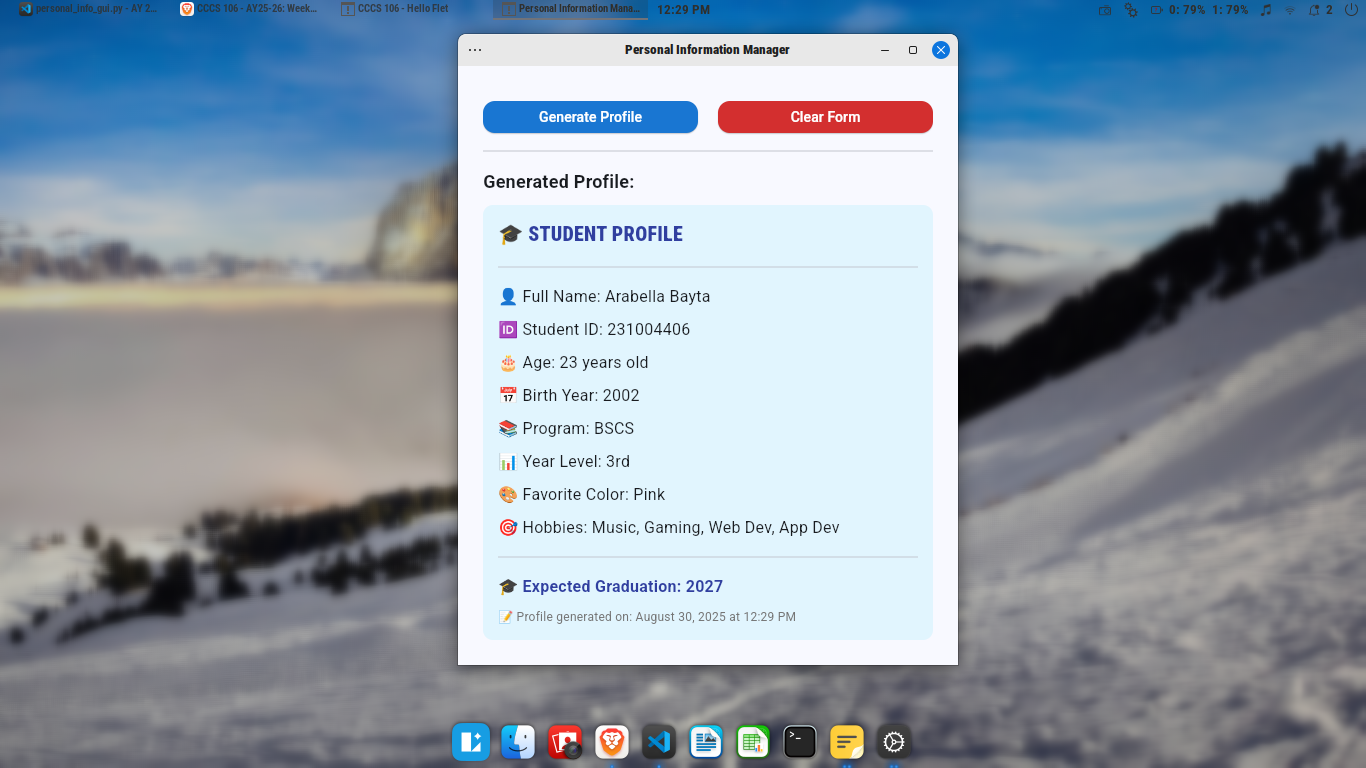 personal_info_gui.py - AY 2...
CCCS 106 - AY25-26: Week...
CCCS 106 - Hello Flet
Personal Information Mana...
12:29 PM
0: 79% 1: 79%
2
Personal Information Manager
Generate Profile
Clear Form
Generated Profile:
🎓 STUDENT PROFILE
👤 Full Name: Arabella Bayta
🆔 Student ID: 231004406
🎂 Age: 23 years old
📅 Birth Year: 2002
📚 Program: BSCS
📊 Year Level: 3rd
🎨 Favorite Color: Pink
🎯 Hobbies: Music, Gaming, Web Dev, App Dev
🎓 Expected Graduation: 2027
📝 Profile generated on: August 30, 2025 at 12:29 PM